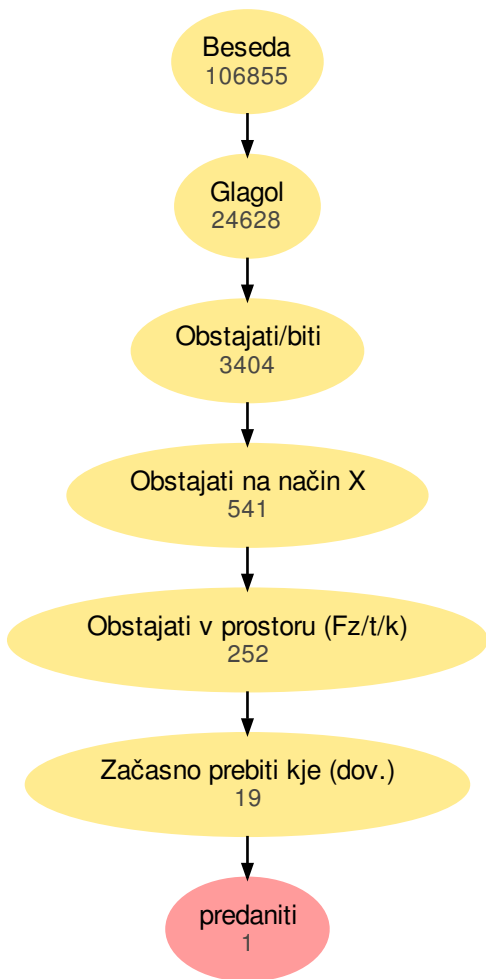 Beseda
106855
Glagol
24628
Obstajati/biti
3404
Obstajati na način X
541
Obstajati v prostoru (Fz/t/k)
252
Začasno prebiti kje (dov.)
19
predaniti
1